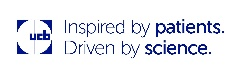 ucb
Inspired by patients.
Driven by science.